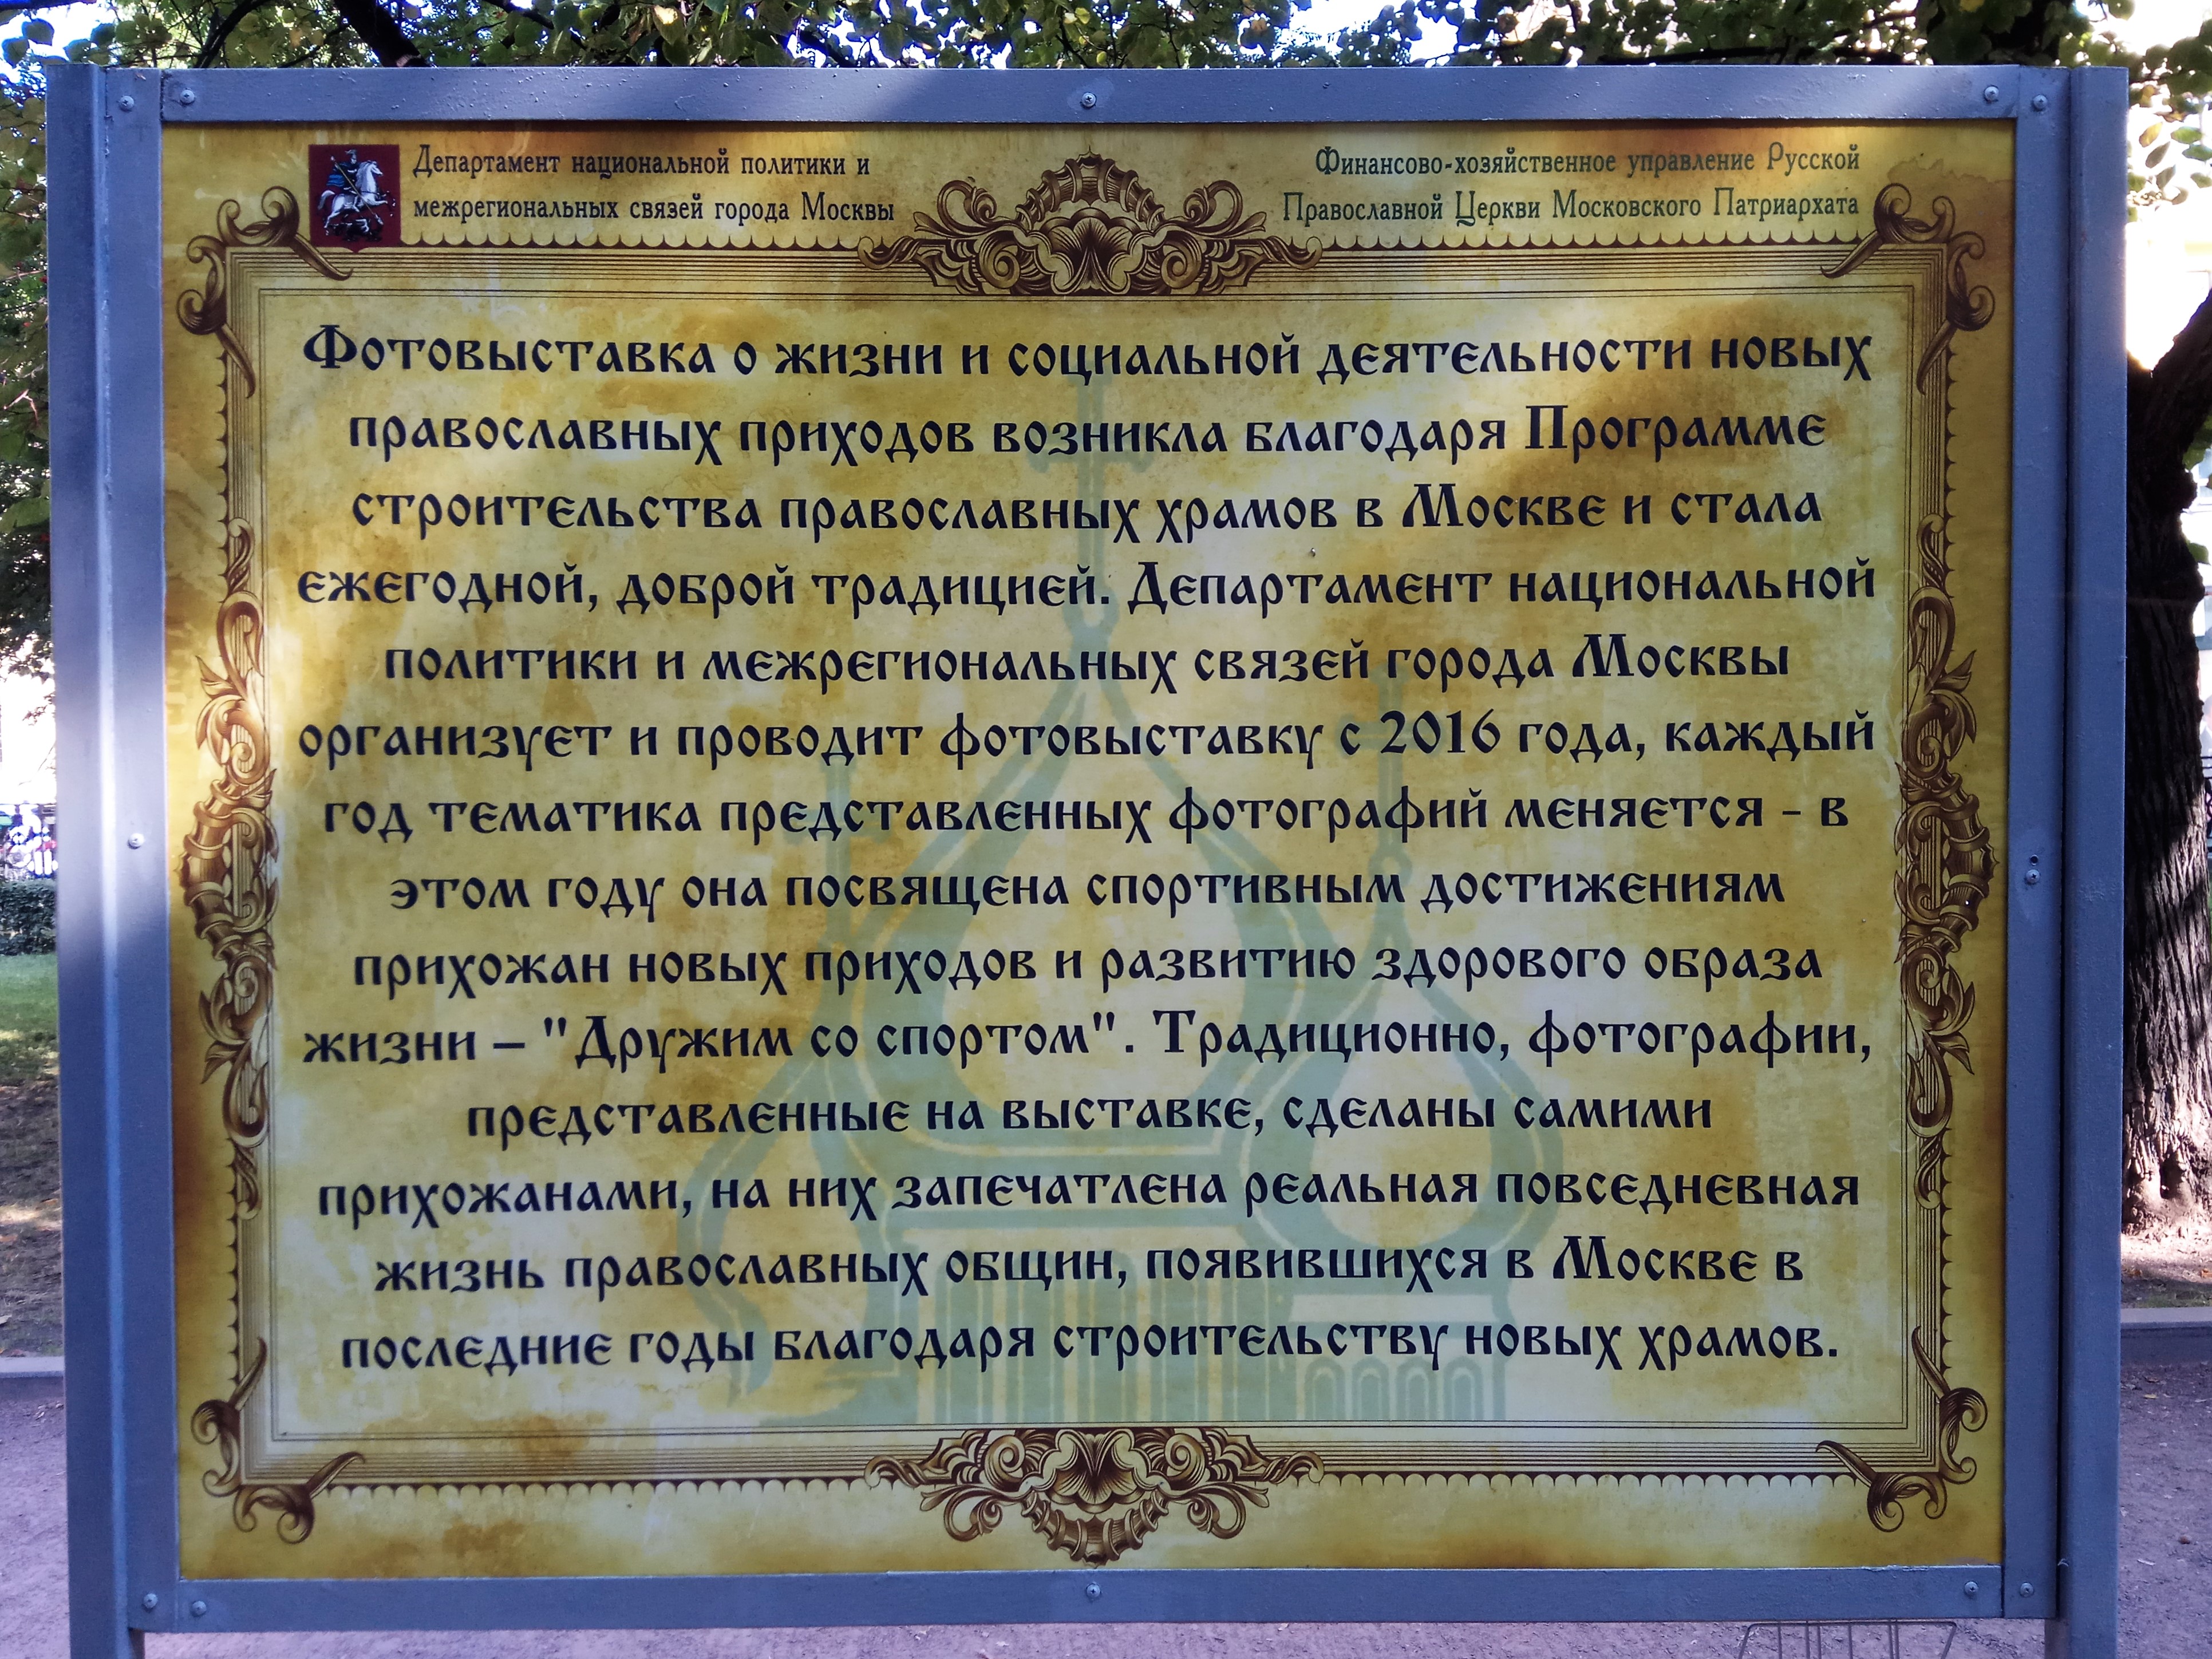 Департамент национальной политики и
межрегиональных связей города Москвы
Финансово-хозяйственное управление Русской
Православной Церкви Московского Патриархата
Фотовыставка о жизни и социальной деятельности новых
православных приходов возникла благодаря Программе
строительства православных храмов в Москве и стала
ежегодной, доброй традицией. Департамент национальной
политики и межрегиональных связей города Москвы
организует и проводит фотовыставку с 2016 года, каждый
год тематика представленных фотографий меняется - в
этом году она посвящена спортивным достижениям
прихожан новых приходов и развитию здорового образа
жизни – "Дружим со спортом". Традиционно, фотографии,
представленные на выставке, сделаны самими
прихожанами, на них запечатлена реальная повседневная
жизнь православных общин, появившихся в Москве в
последние годы благодаря строительству новых храмов.